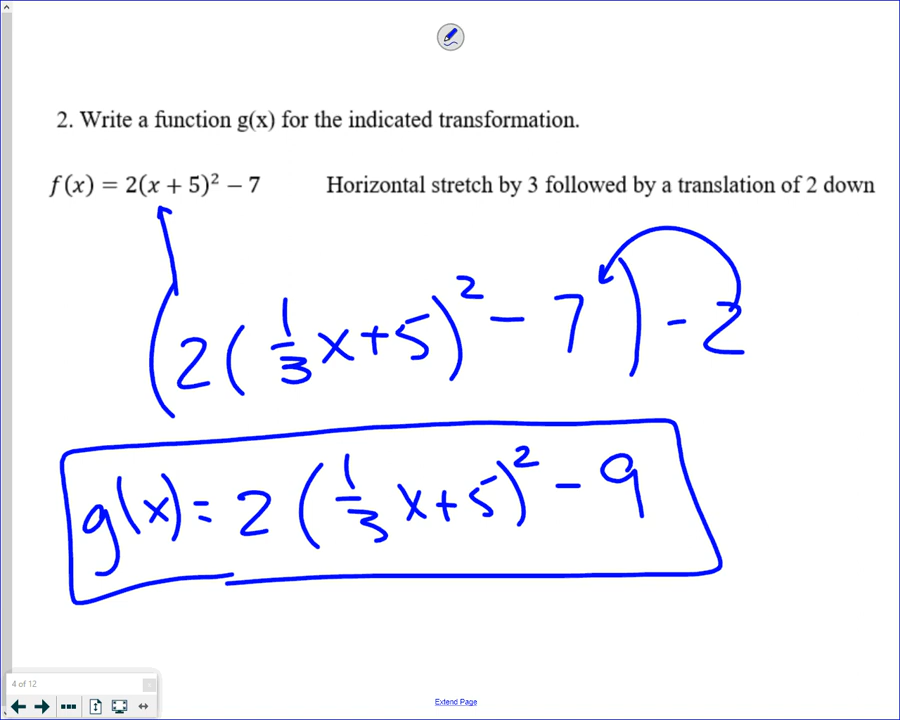 2. Write a function g(x) for the indicated transformation.
f(x) = 2(x + 5)² − 7 Horizontal stretch by 3 followed by a translation of 2 down
(2(1/3x+5)² − 7) − 2
g(x) = 2(1/3x+5)² − 9
4 of 12
Extend Page